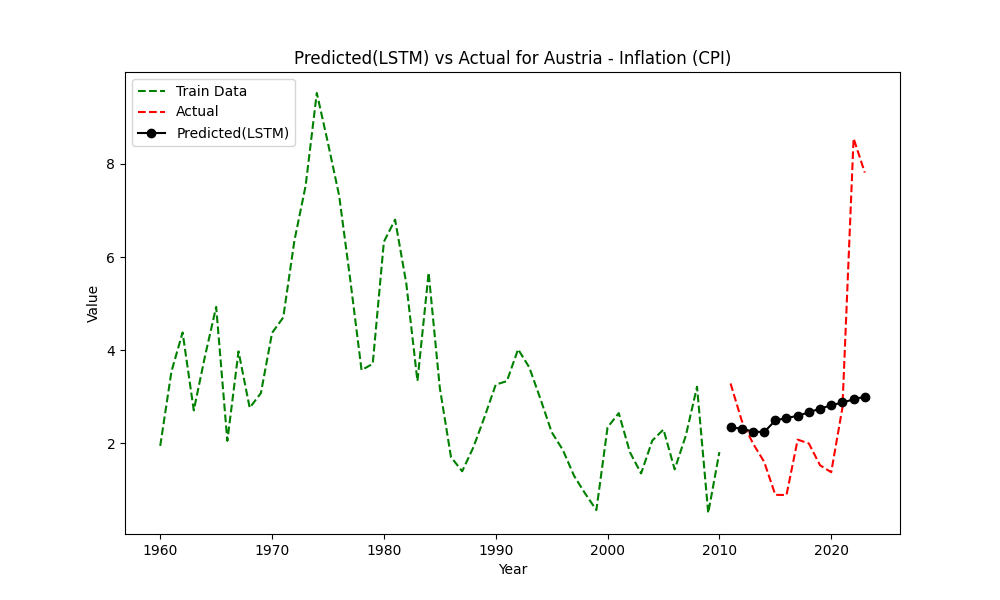 Predicted(LSTM) vs Actual for Austria - Inflation (CPI)
Train Data
Actual
Predicted(LSTM)
8
6
4
2
Value
1960 1970 1980 1990 2000 2010 2020
Year